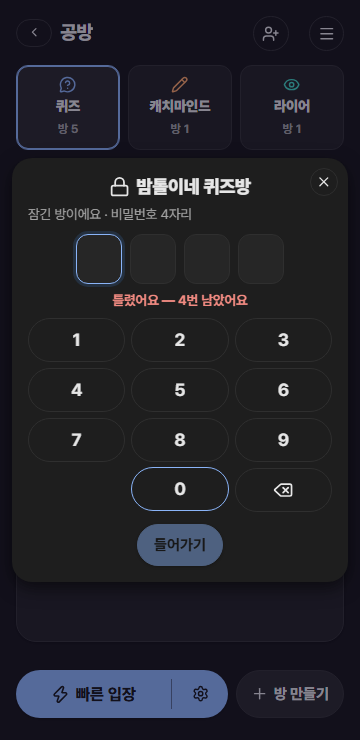 공방
퀴즈
방 5
캐치마인드
방 1
라이어
방 1
밤톨이네 퀴즈방
잠긴 방이에요 · 비밀번호 4자리
틀렸어요 — 4번 남았어요
1 2 3
4 5 6
7 8 9
0
들어가기
빠른 입장
방 만들기